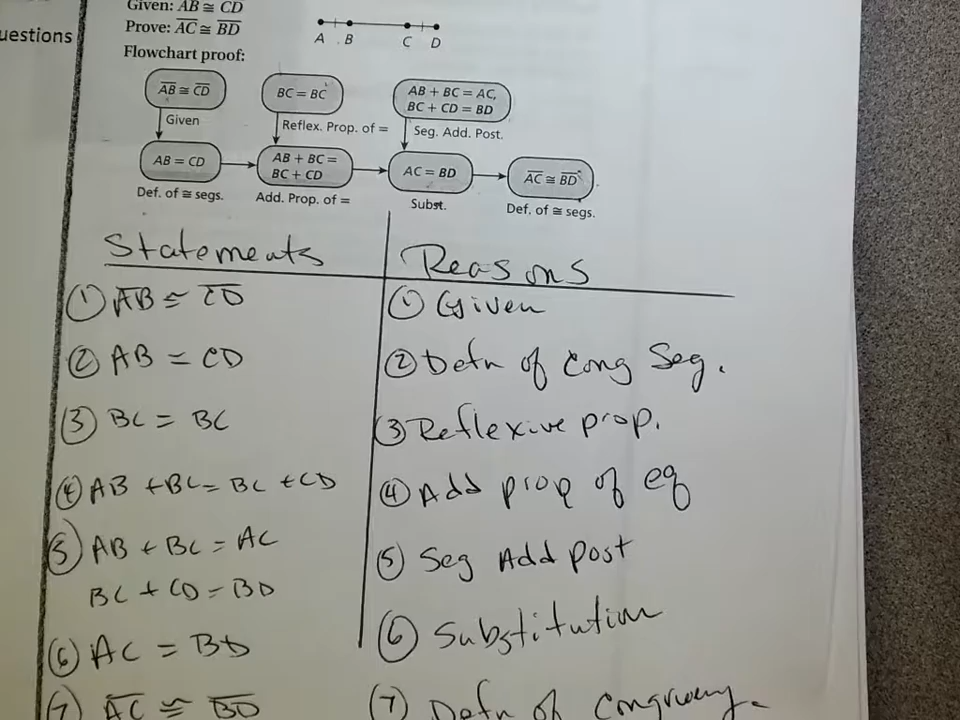 Given: AB ≅ CD
Prove: AC ≅ BD
uestions
A B C D
Flowchart proof:
AB ≅ CD
BC = BC
AB + BC = AC,
BC + CD = BD
Given
Reflex. Prop. of =
Seg. Add. Post.
AB = CD
AB + BC =
BC + CD
AC = BD
AC ≅ BD
Def. of ≅ segs.
Add. Prop. of =
Subst.
Def. of ≅ segs.
Statements Reasons
① AB ≅ CD ① Given
② AB = CD ② Defn of Cong Seg.
③ BC = BC ③ Reflexive prop.
④ AB + BC = BC + CD ④ Add prop of eq
⑤ AB + BC = AC ⑤ Seg Add post
BC + CD = BD
⑥ AC = BD ⑥ Substitution
⑦ AC ≅ BD ⑦ Defn of